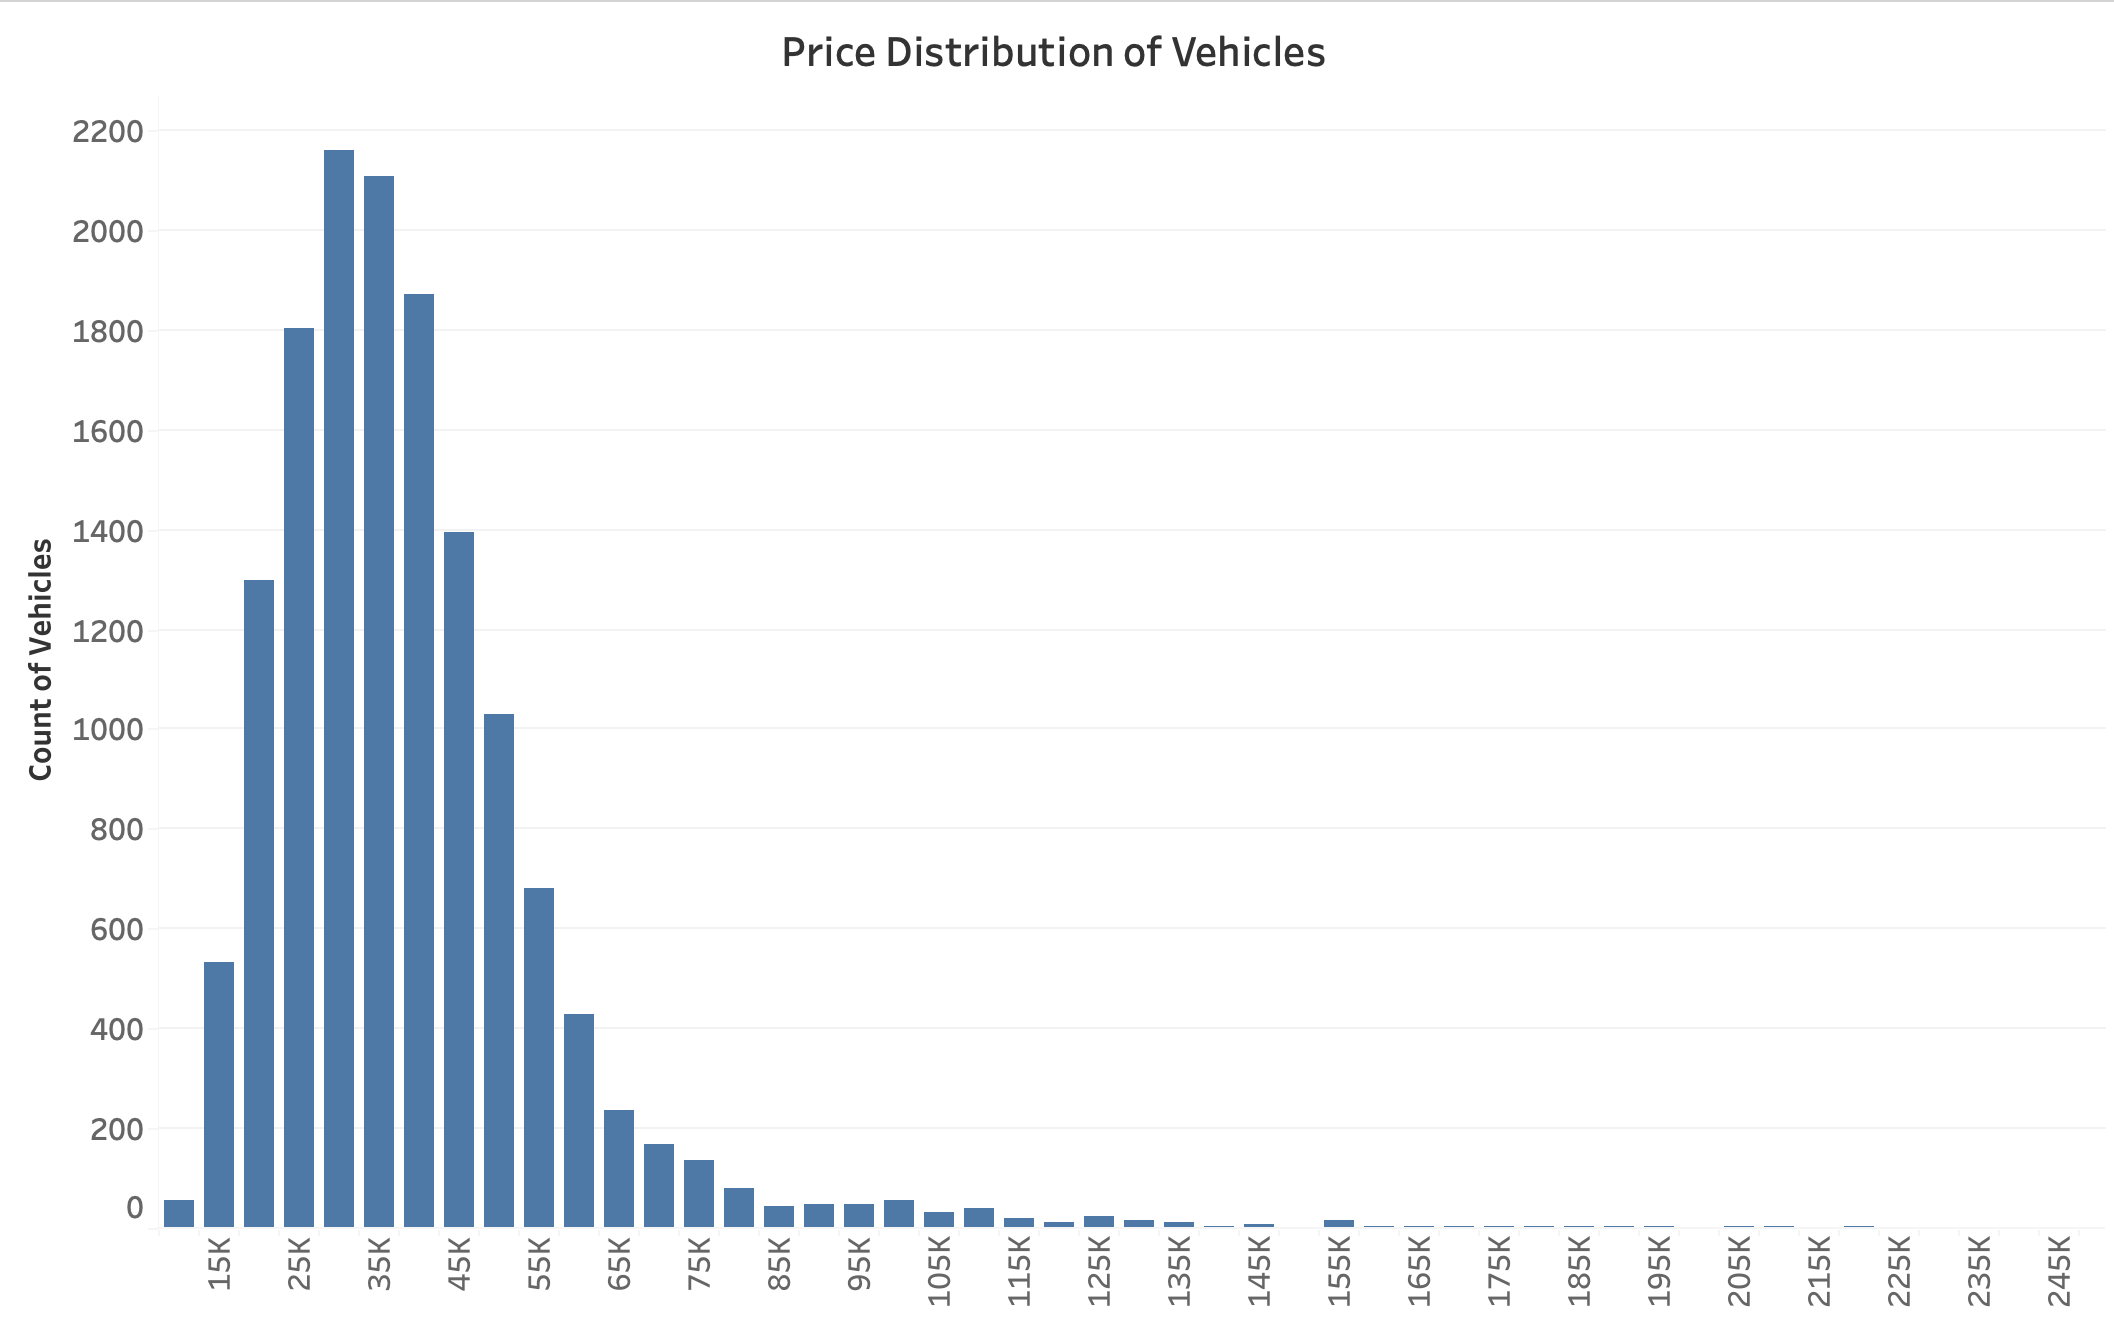 Price Distribution of Vehicles
Count of Vehicles
2200
2000
1800
1600
1400
1200
1000
800
600
400
200
0
15K
25K
35K
45K
55K
65K
75K
85K
95K
105K
115K
125K
135K
145K
155K
165K
175K
185K
195K
205K
215K
225K
235K
245K